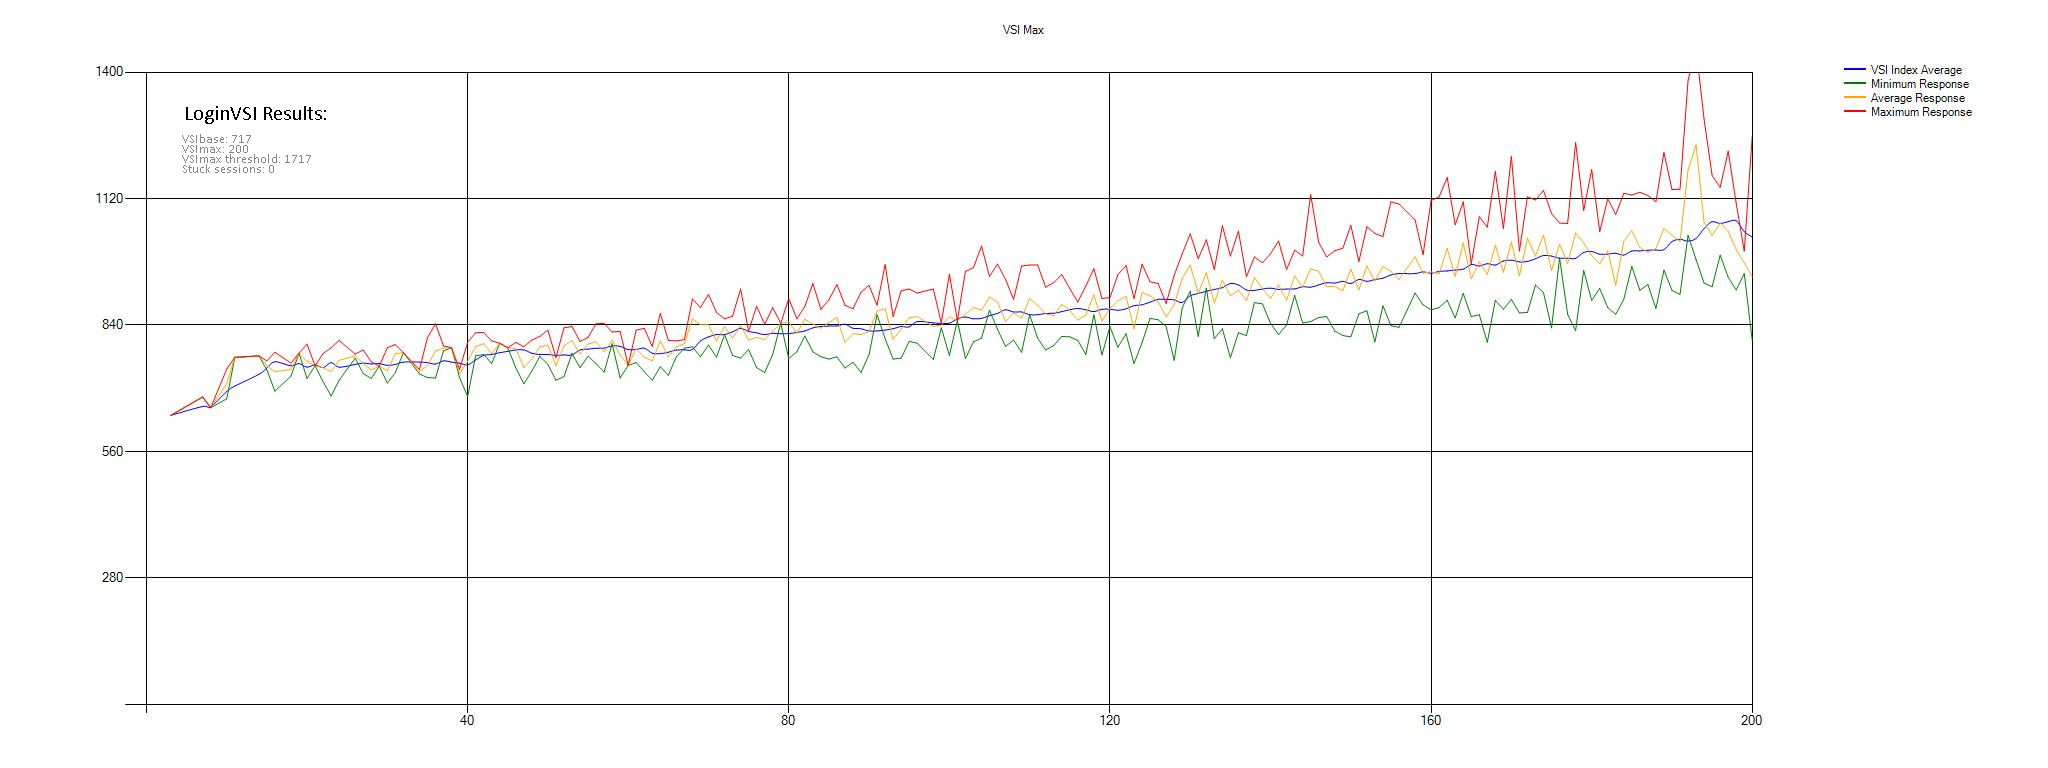 VSI Max
1400
1120
840
560
280
40
80
120
160
200
LoginVSI Results:
VSIbase: 717
VSImax: 200
VSImax threshold: 1717
Stuck sessions: 0
VSI Index Average
Minimum Response
Average Response
Maximum Response